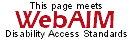 This page meets
WebAIM
Disability Access Standards